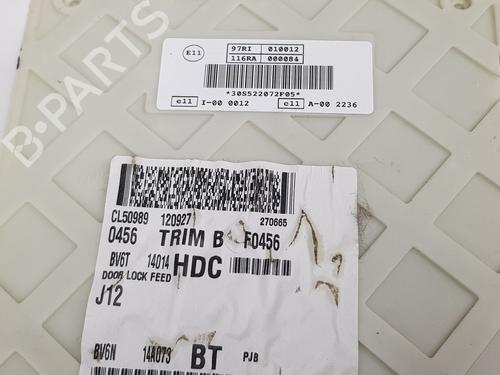 E11
97RI 010012
116RA 000084
*30S522072F05*
e11 I-00 0012 e11 A-00 2236
CL50989 120927 270665
0456 TRIM B F0456
BV6T 14014 HDC
DOOR LOCK FEED
J12
BV6N 14A073 BT PJB
B-PARTS